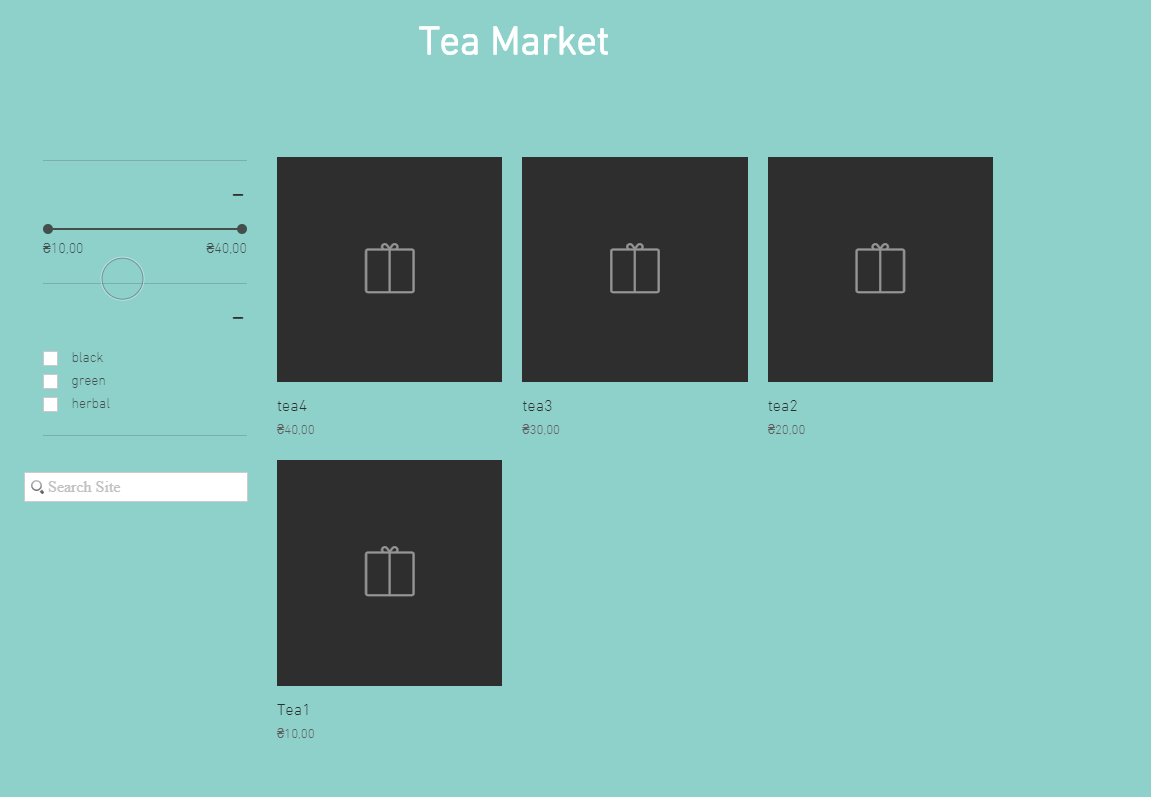 Tea Market
₴10,00 ₴40,00
black
green
herbal
Search Site
tea4
₴40,00
tea3
₴30,00
tea2
₴20,00
Tea1
₴10,00